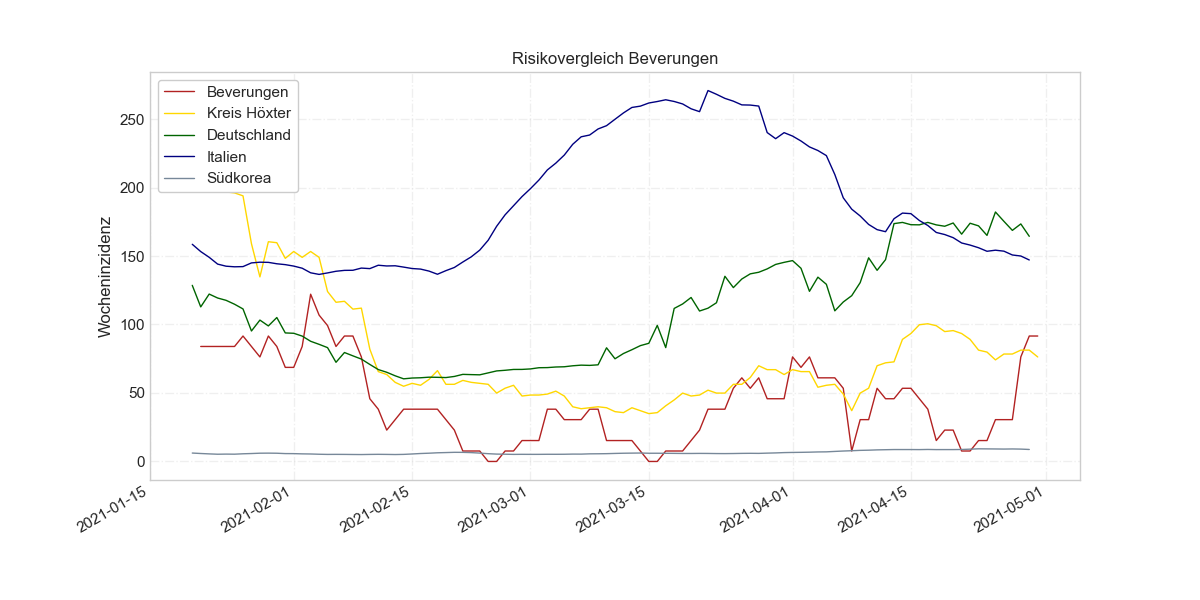 Risikovergleich Beverungen
Beverungen
Kreis Höxter
Deutschland
Italien
Südkorea
Wocheninzidenz
250
200
150
100
50
0
2021-01-15
2021-02-01
2021-02-15
2021-03-01
2021-03-15
2021-04-01
2021-04-15
2021-05-01